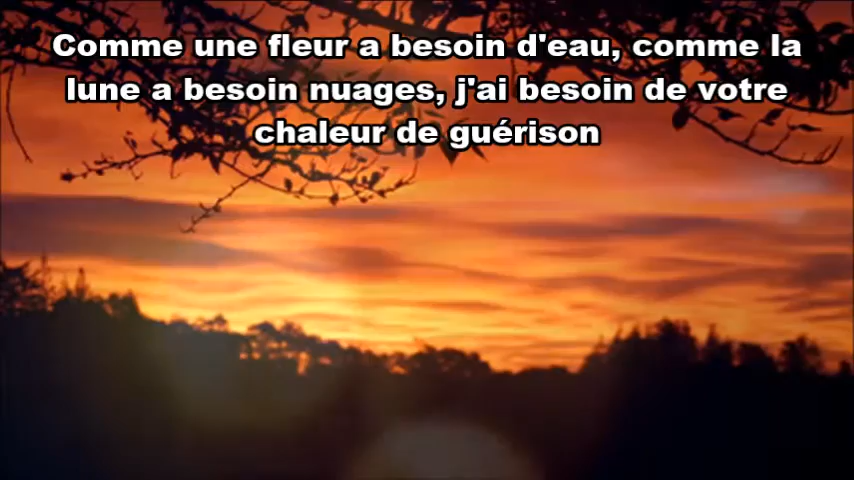 Comme une fleur a besoin d'eau, comme la
lune a besoin nuages, j'ai besoin de votre
chaleur de guérison